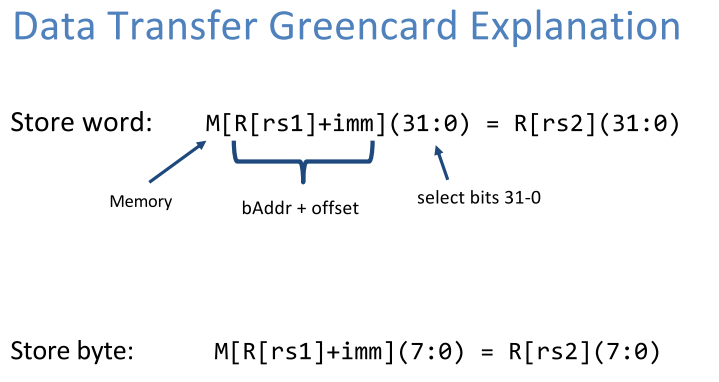 Data Transfer Greencard Explanation
Store word: M[R[rs1]+imm](31:0) = R[rs2](31:0)
Memory
bAddr + offset
select bits 31-0
Store byte: M[R[rs1]+imm](7:0) = R[rs2](7:0)